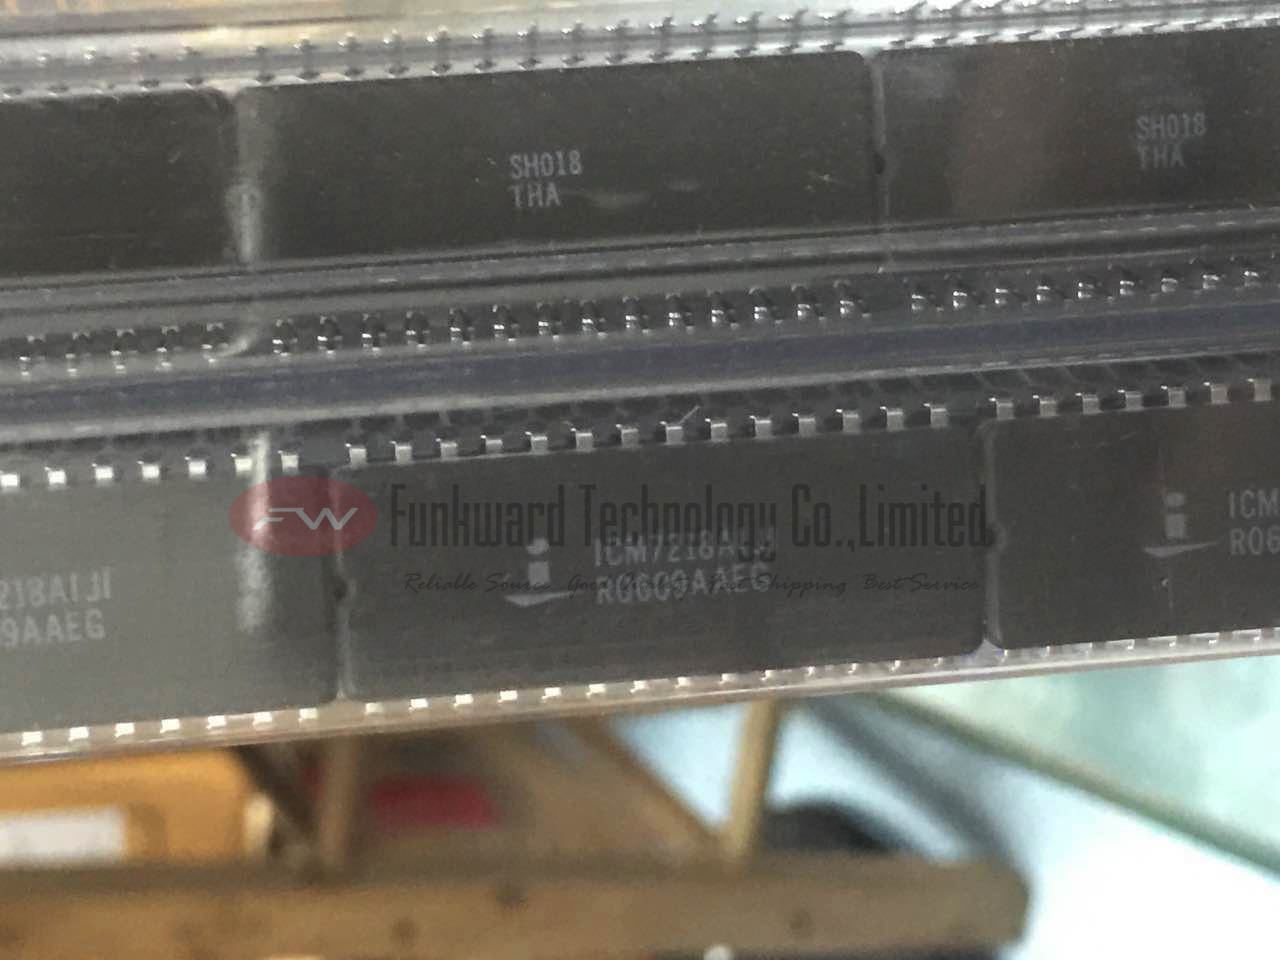 SH018
THA
SH018
THA
FW Funkward Technology Co.,Limited
Reliable Source Good Quality Fast Shipping Best Service
ICM7218AIJI
R0609AAEG
218AIJI
9AAEG
ICM
R06